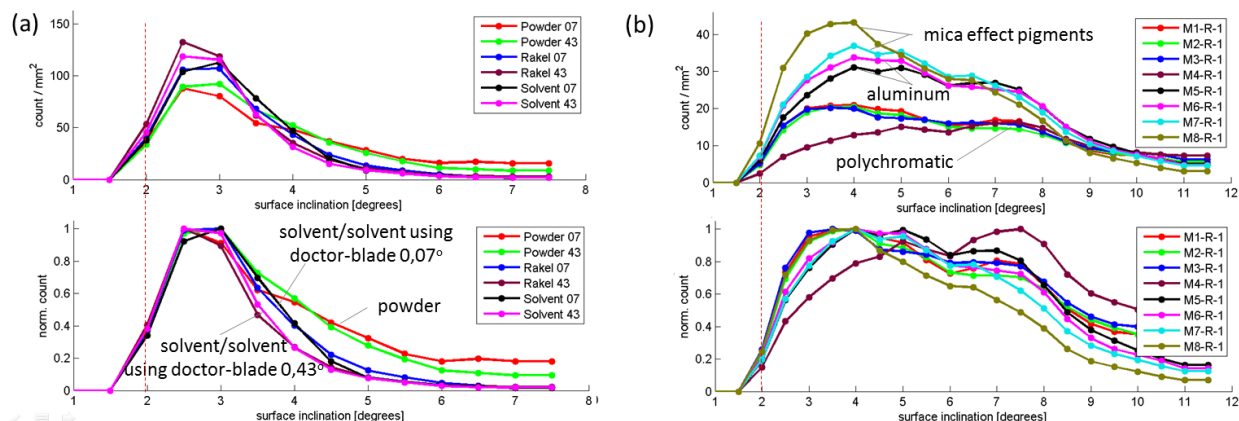 (a)
150
100
50
0
count / mm²
1 2 3 4 5 6 7 8
surface inclination [degrees]
Powder 07
Powder 43
Rakel 07
Rakel 43
Solvent 07
Solvent 43
1
0.8
0.6
0.4
0.2
0
norm. count
1 2 3 4 5 6 7 8
surface inclination [degrees]
solvent/solvent using
doctor-blade 0,07°
powder
solvent/solvent
using doctor-blade 0,43°
Powder 07
Powder 43
Rakel 07
Rakel 43
Solvent 07
Solvent 43
(b)
40
30
20
10
0
count / mm²
1 2 3 4 5 6 7 8 9 10 11 12
surface inclination [degrees]
mica effect pigments
aluminum
polychromatic
M1-R-1
M2-R-1
M3-R-1
M4-R-1
M5-R-1
M6-R-1
M7-R-1
M8-R-1
1
0.8
0.6
0.4
0.2
0
norm. count
1 2 3 4 5 6 7 8 9 10 11 12
surface inclination [degrees]
M1-R-1
M2-R-1
M3-R-1
M4-R-1
M5-R-1
M6-R-1
M7-R-1
M8-R-1